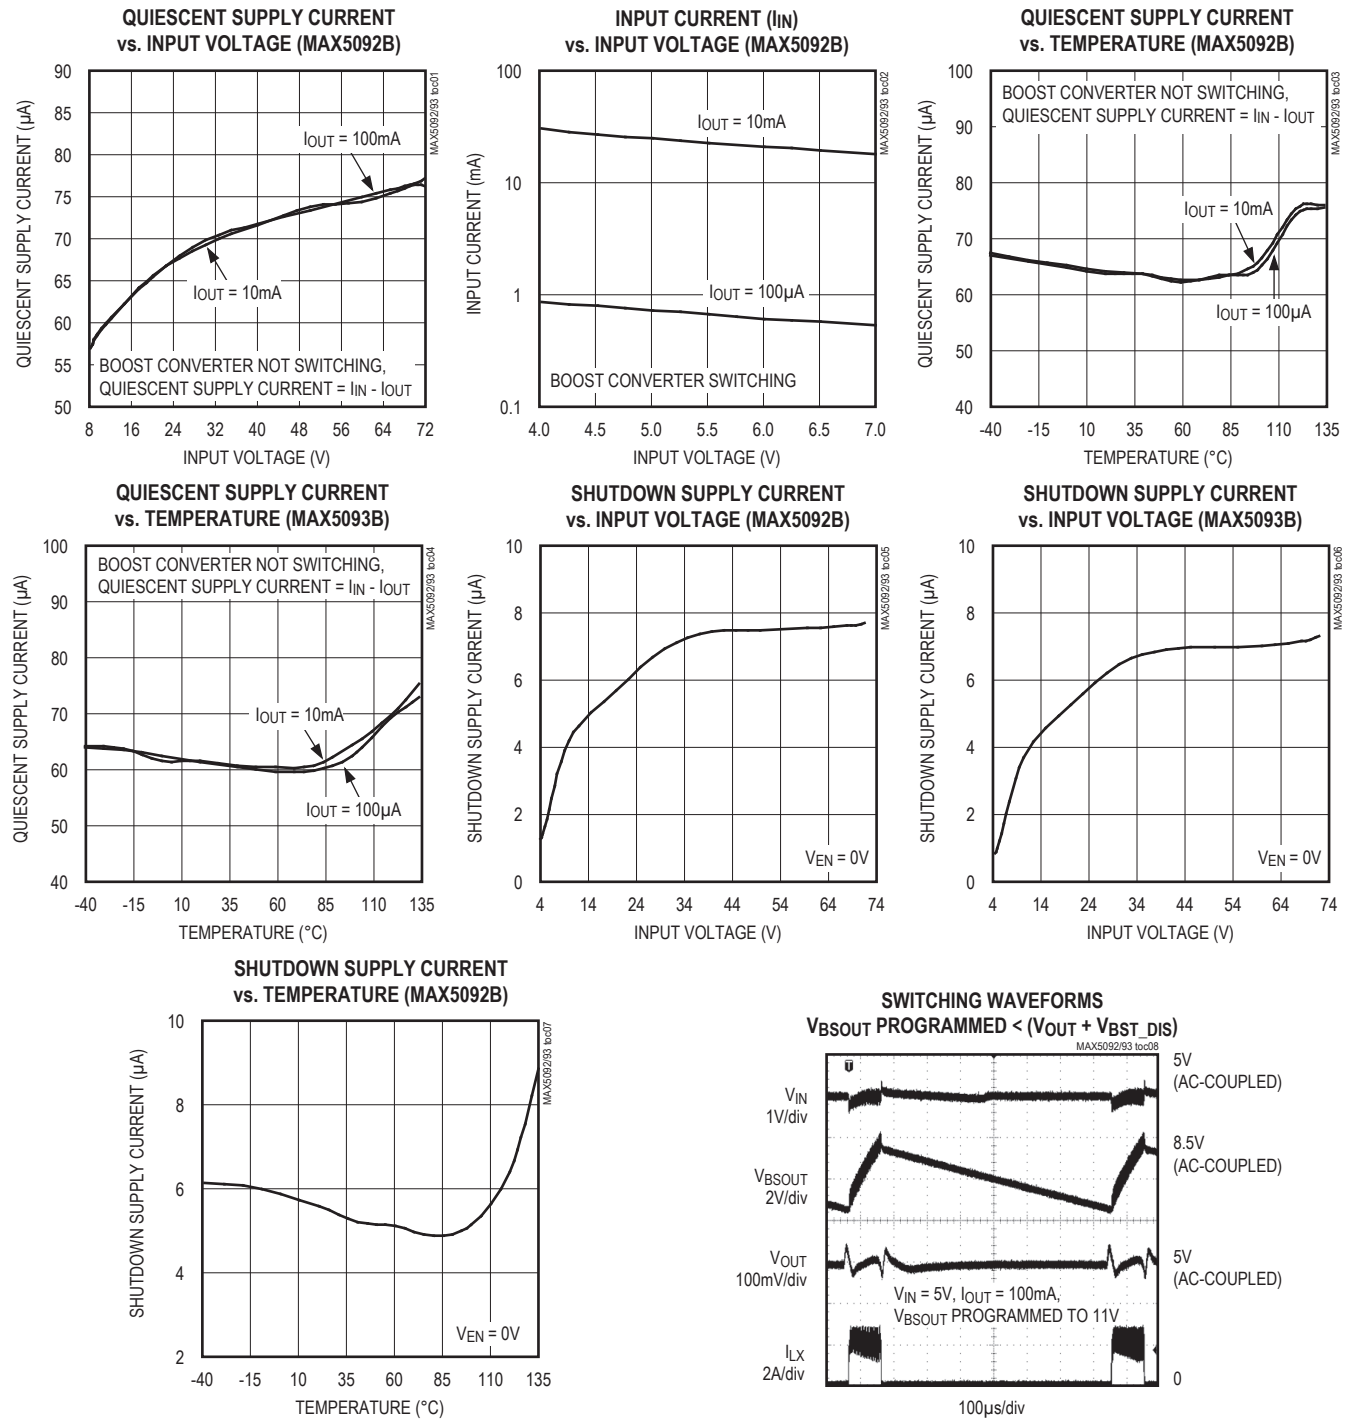 QUIESCENT SUPPLY CURRENT
vs. INPUT VOLTAGE (MAX5092B)
MAX5092/93 toc01
QUIESCENT SUPPLY CURRENT (µA)
90
85
80
75
70
65
60
55
50
IOUT = 100mA
IOUT = 10mA
BOOST CONVERTER NOT SWITCHING,
QUIESCENT SUPPLY CURRENT = IIN - IOUT
8 16 24 32 40 48 56 64 72
INPUT VOLTAGE (V)
INPUT CURRENT (IIN)
vs. INPUT VOLTAGE (MAX5092B)
MAX5092/93 toc02
INPUT CURRENT (mA)
100
10
1
0.1
IOUT = 10mA
IOUT = 100µA
BOOST CONVERTER SWITCHING
4.0 4.5 5.0 5.5 6.0 6.5 7.0
INPUT VOLTAGE (V)
QUIESCENT SUPPLY CURRENT
vs. TEMPERATURE (MAX5092B)
MAX5092/93 toc03
QUIESCENT SUPPLY CURRENT (µA)
100
90
80
70
60
50
40
BOOST CONVERTER NOT SWITCHING,
QUIESCENT SUPPLY CURRENT = IIN - IOUT
IOUT = 10mA
IOUT = 100µA
-40 -15 10 35 60 85 110 135
TEMPERATURE (°C)
QUIESCENT SUPPLY CURRENT
vs. TEMPERATURE (MAX5093B)
MAX5092/93 toc04
QUIESCENT SUPPLY CURRENT (µA)
100
90
80
70
60
50
40
BOOST CONVERTER NOT SWITCHING,
QUIESCENT SUPPLY CURRENT = IIN - IOUT
IOUT = 10mA
IOUT = 100µA
-40 -15 10 35 60 85 110 135
TEMPERATURE (°C)
SHUTDOWN SUPPLY CURRENT
vs. INPUT VOLTAGE (MAX5092B)
MAX5092/93 toc05
SHUTDOWN SUPPLY CURRENT (µA)
10
8
6
4
2
0
VEN = 0V
4 14 24 34 44 54 64 74
INPUT VOLTAGE (V)
SHUTDOWN SUPPLY CURRENT
vs. INPUT VOLTAGE (MAX5093B)
MAX5092/93 toc06
SHUTDOWN SUPPLY CURRENT (µA)
10
8
6
4
2
0
VEN = 0V
4 14 24 34 44 54 64 74
INPUT VOLTAGE (V)
SHUTDOWN SUPPLY CURRENT
vs. TEMPERATURE (MAX5092B)
MAX5092/93 toc07
SHUTDOWN SUPPLY CURRENT (µA)
10
8
6
4
2
VEN = 0V
-40 -15 10 35 60 85 110 135
TEMPERATURE (°C)
SWITCHING WAVEFORMS
VBSOUT PROGRAMMED < (VOUT + VBST_DIS)
MAX5092/93 toc08
T
VIN
1V/div
5V
(AC-COUPLED)
VBSOUT
2V/div
8.5V
(AC-COUPLED)
VOUT
100mV/div
5V
(AC-COUPLED)
VIN = 5V, IOUT = 100mA,
VBSOUT PROGRAMMED TO 11V
ILX
2A/div
0
100µs/div